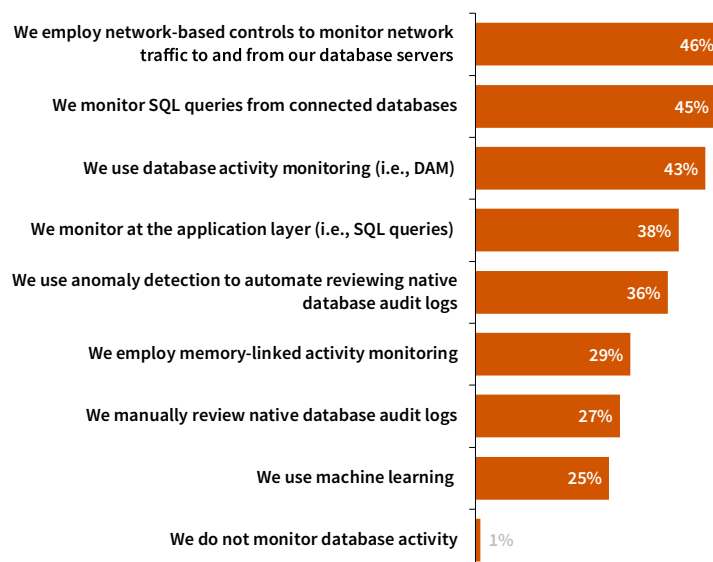 We employ network-based controls to monitor network
traffic to and from our database servers
46%
We monitor SQL queries from connected databases
45%
We use database activity monitoring (i.e., DAM)
43%
We monitor at the application layer (i.e., SQL queries)
38%
We use anomaly detection to automate reviewing native
database audit logs
36%
We employ memory-linked activity monitoring
29%
We manually review native database audit logs
27%
We use machine learning
25%
We do not monitor database activity
1%